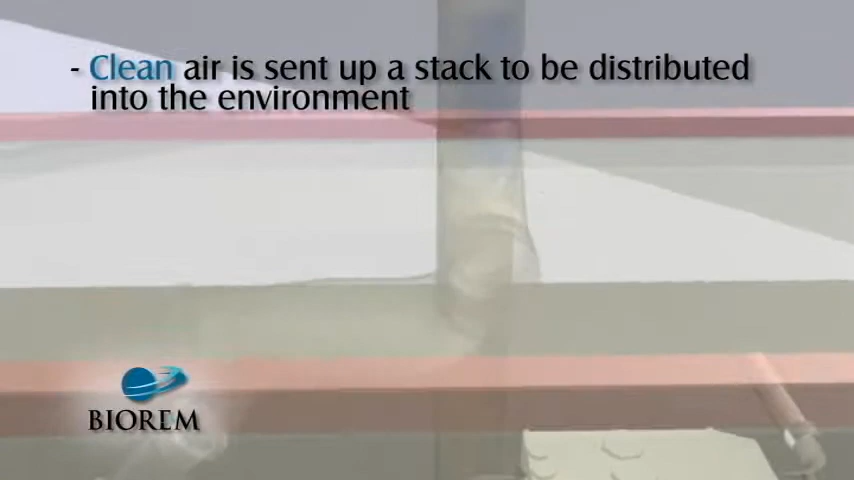 - Clean air is sent up a stack to be distributed
into the environment
BIOREM